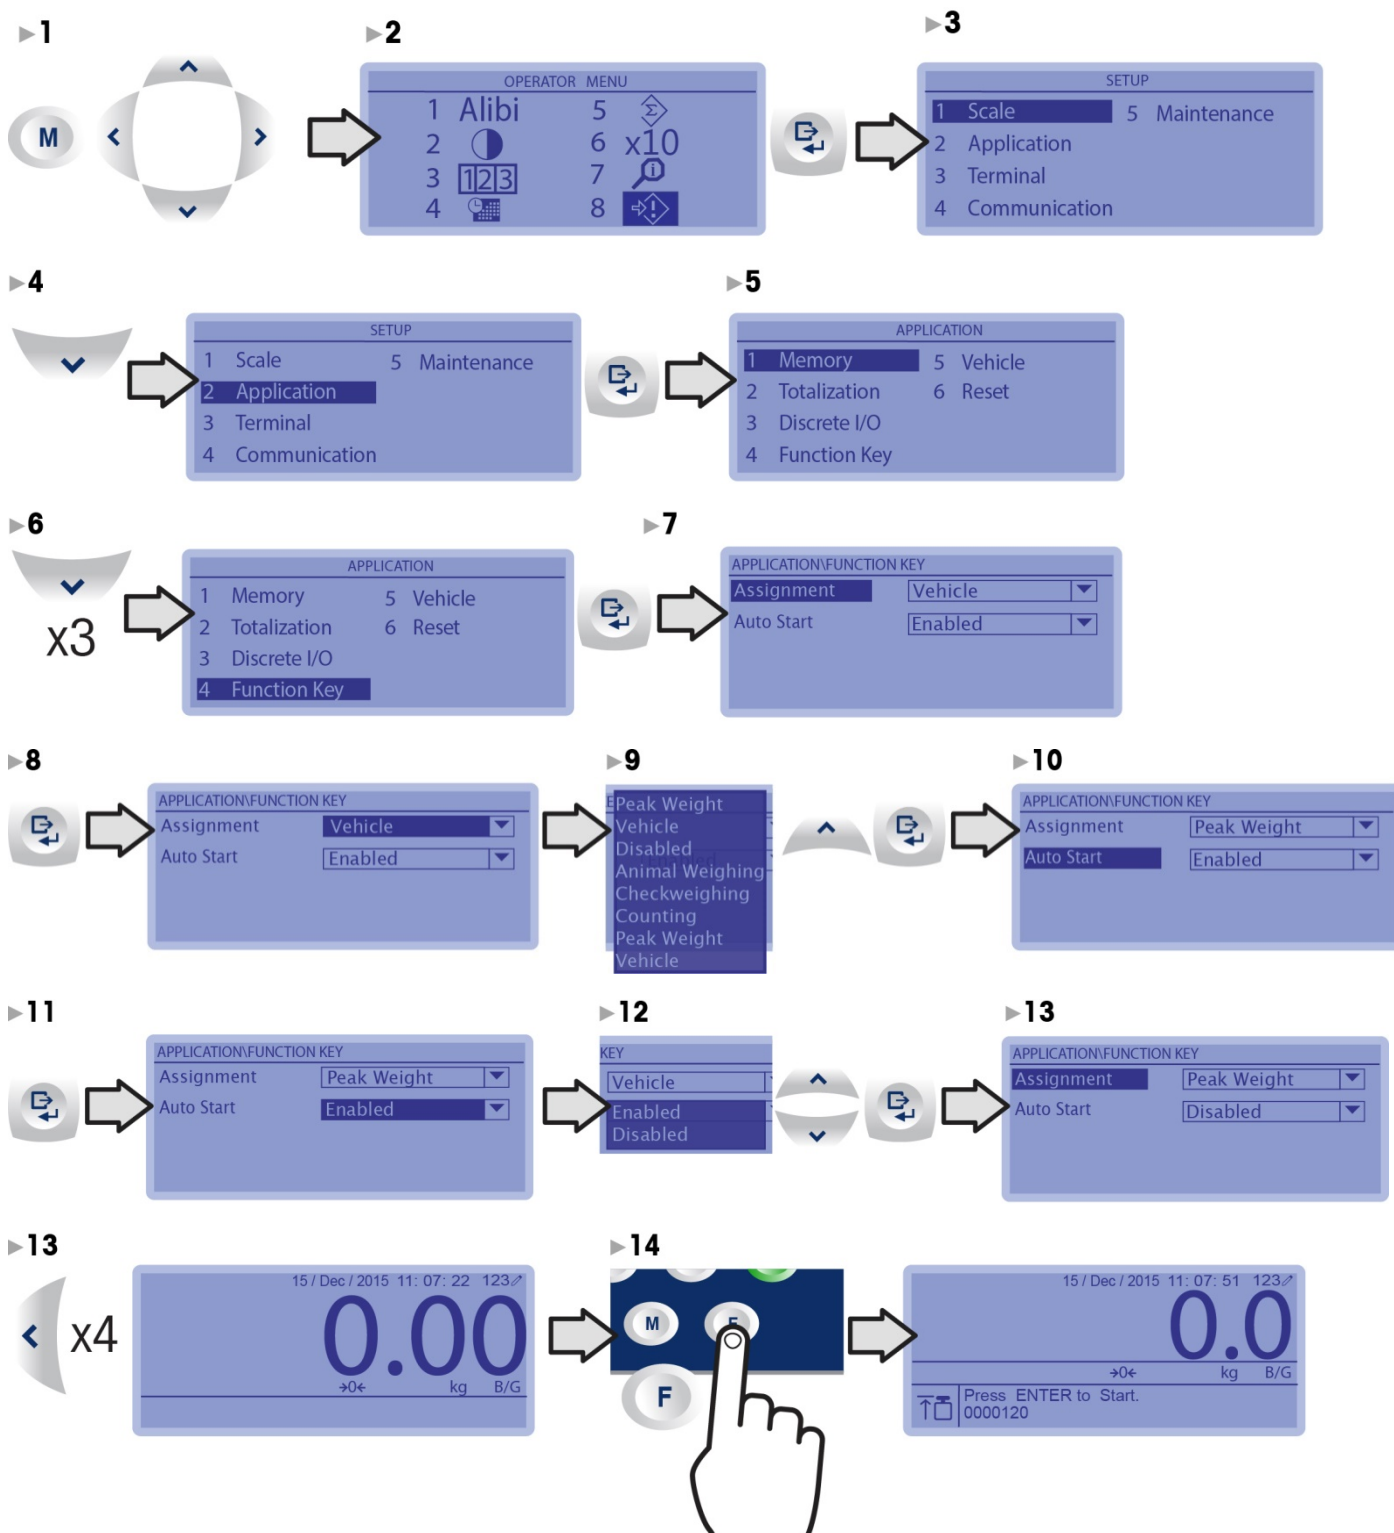 ▶1
M
▶2
OPERATOR MENU
1 Alibi
2
3 123
4
5 Σ
6 x10
7 i
8 !
▶3
SETUP
1 Scale
2 Application
3 Terminal
4 Communication
5 Maintenance
▶4
SETUP
1 Scale
2 Application
3 Terminal
4 Communication
5 Maintenance
▶5
APPLICATION
1 Memory
2 Totalization
3 Discrete I/O
4 Function Key
5 Vehicle
6 Reset
▶6
x3
APPLICATION
1 Memory
2 Totalization
3 Discrete I/O
4 Function Key
5 Vehicle
6 Reset
▶7
APPLICATION\FUNCTION KEY
Assignment Vehicle
Auto Start Enabled
▶8
APPLICATION\FUNCTION KEY
Assignment Vehicle
Auto Start Enabled
▶9
Peak Weight
Vehicle
Disabled
Animal Weighing
Checkweighing
Counting
Peak Weight
Vehicle
▶10
APPLICATION\FUNCTION KEY
Assignment Peak Weight
Auto Start Enabled
▶11
APPLICATION\FUNCTION KEY
Assignment Peak Weight
Auto Start Enabled
▶12
KEY
Vehicle
Enabled
Disabled
▶13
APPLICATION\FUNCTION KEY
Assignment Peak Weight
Auto Start Disabled
▶13
x4
15 / Dec / 2015 11: 07: 22 123
0.00
→0← kg B/G
▶14
M F
F
15 / Dec / 2015 11: 07: 51 123
0.0
→0← kg B/G
Press ENTER to Start.
0000120